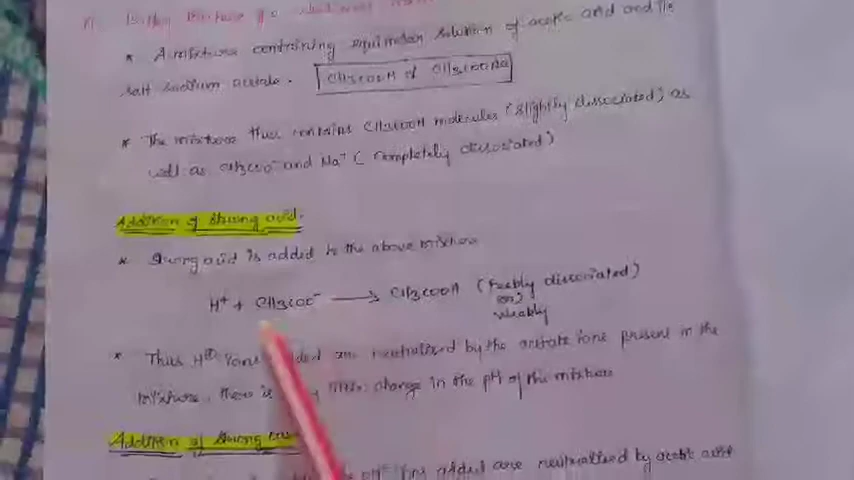 * A mixture containing equimolar solution of acetic acid and its
salt sodium acetate. CH3COOH & CH3COONa
* The mixture thus contains CH3COOH molecules (slightly dissociated) as
well as CH3COO⁻ and Na⁺ (completely dissociated)
Addition of strong acid.
* Strong acid is added to the above mixture
H⁺ + CH3COO⁻ → CH3COOH (feebly dissociated)
(or)
weakly
* Thus H⊕ ions added are neutralised by the acetate ions present in the
mixture, there is little change in the pH of the mixture
Addition of strong
added are neutralised by acetic acid